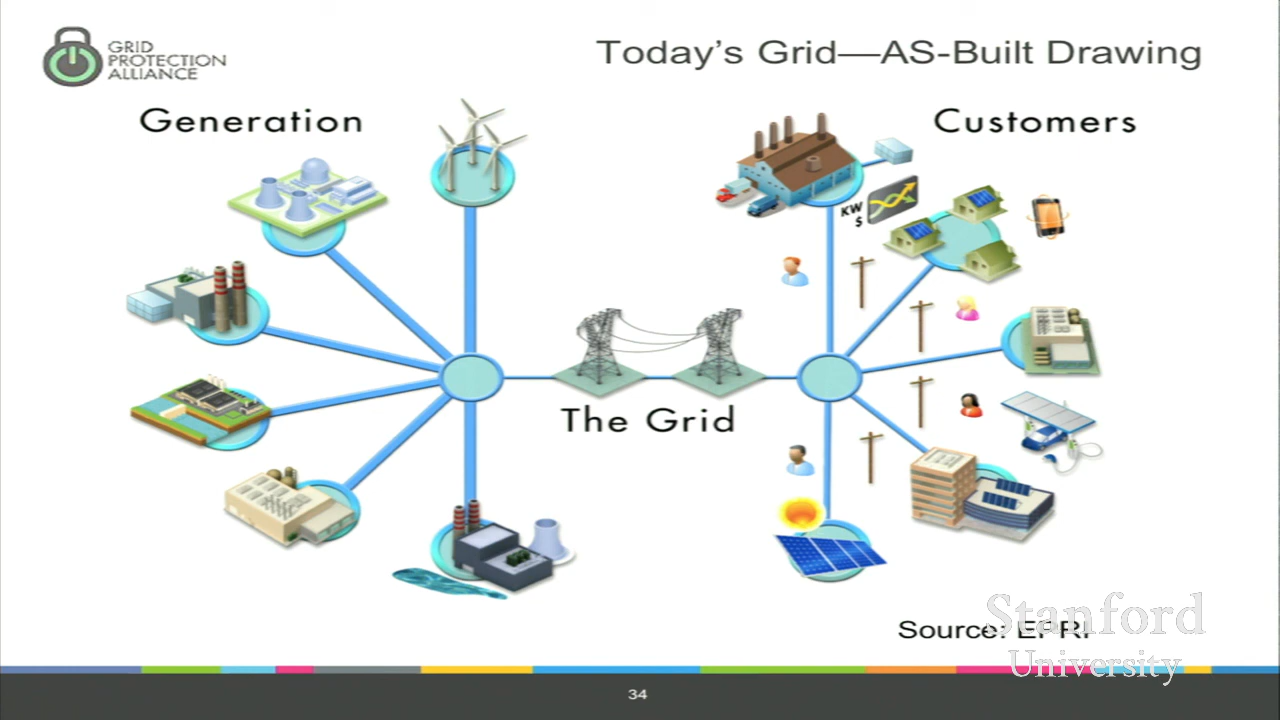 GRID
PROTECTION
ALLIANCE
Today's Grid—AS-Built Drawing
Generation
Customers
KW
$
The Grid
Source: EPRI
Stanford
University
34